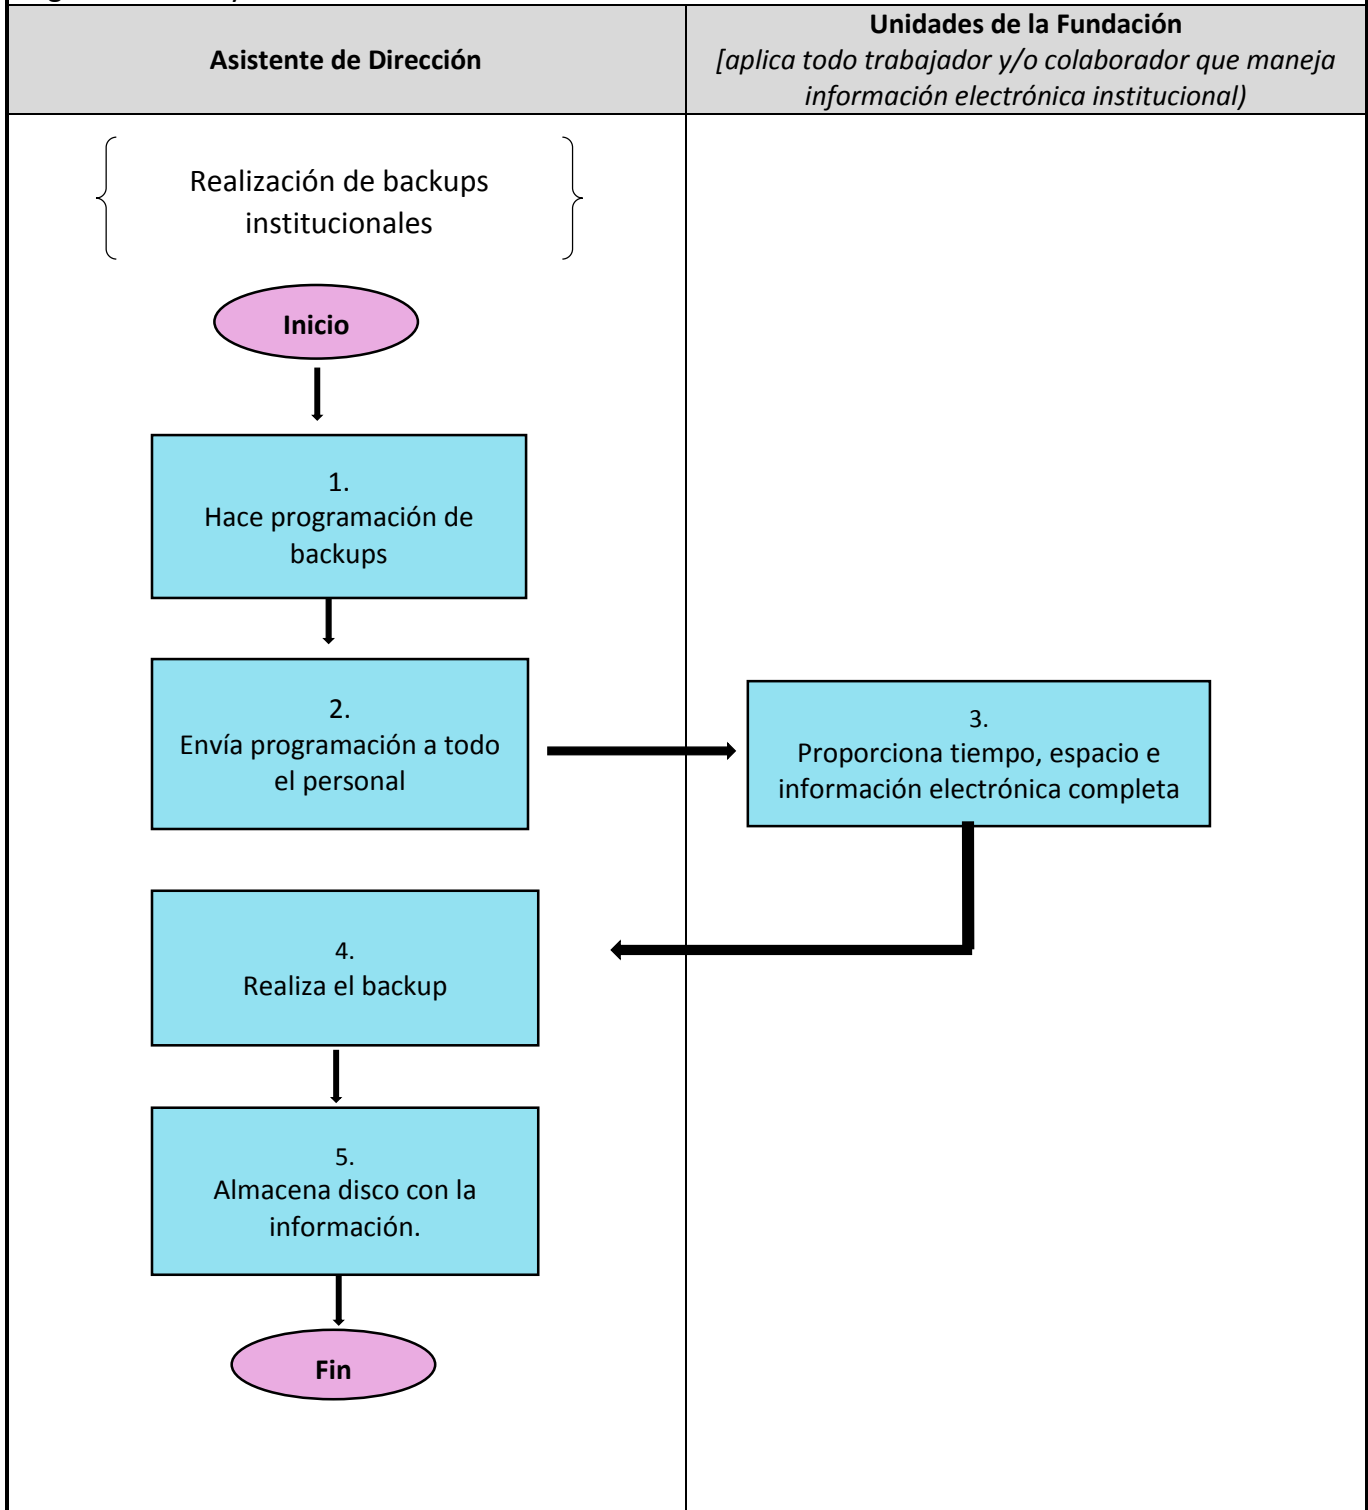 Asistente de Dirección
Unidades de la Fundación
[aplica todo trabajador y/o colaborador que maneja
información electrónica institucional)
Realización de backups
institucionales
Inicio
1.
Hace programación de
backups
2.
Envía programación a todo
el personal
3.
Proporciona tiempo, espacio e
información electrónica completa
4.
Realiza el backup
5.
Almacena disco con la
información.
Fin